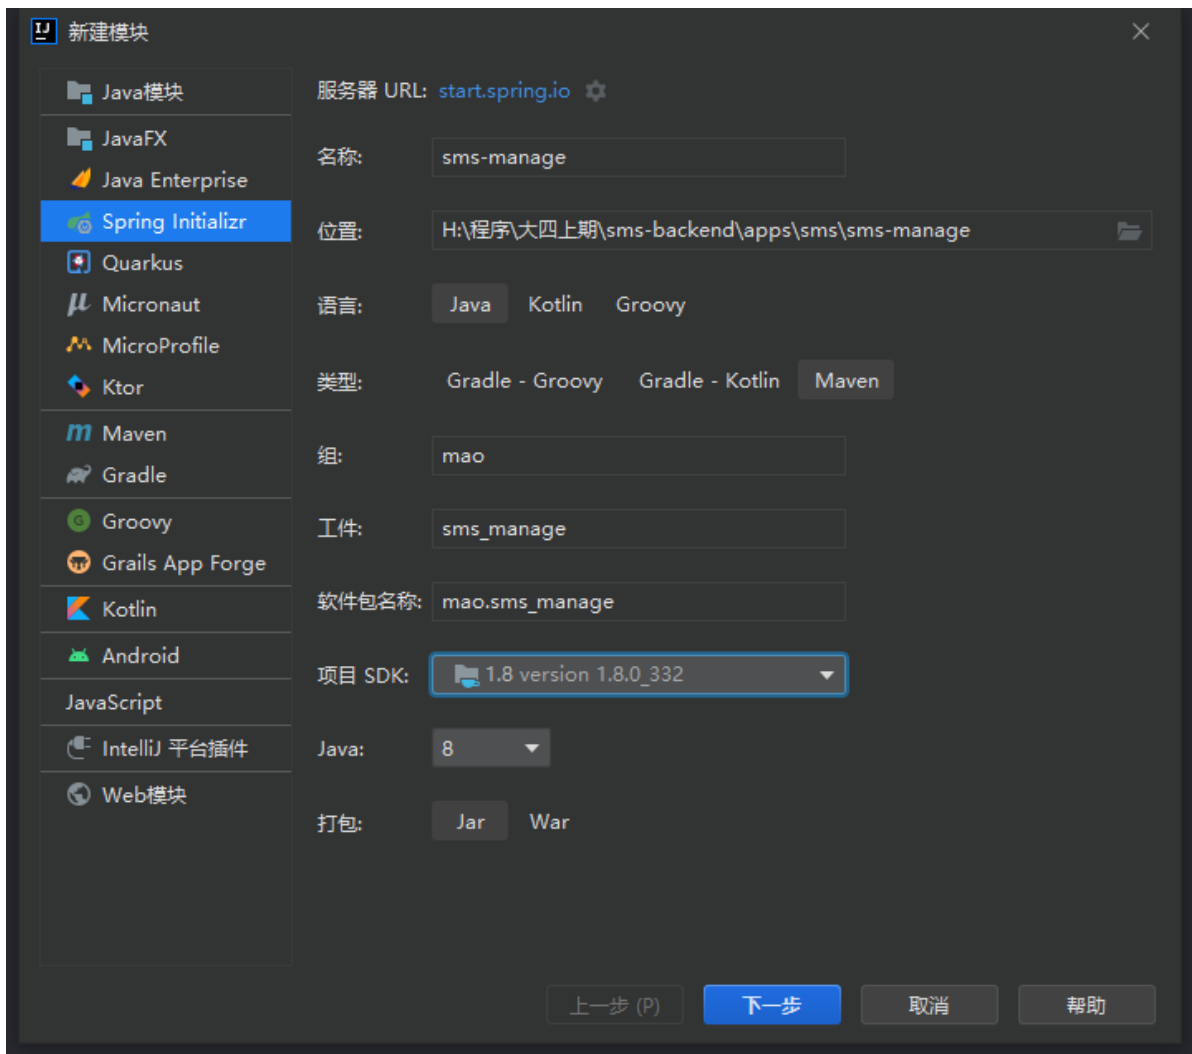 新建模块
Java模块
JavaFX
Java Enterprise
Spring Initializr
Quarkus
Micronaut
MicroProfile
Ktor
Maven
Gradle
Groovy
Grails App Forge
Kotlin
Android
JavaScript
IntelliJ 平台插件
Web模块
服务器 URL: start.spring.io
名称: sms-manage
位置: H:\程序\大四上期\sms-backend\apps\sms\sms-manage
语言: Java Kotlin Groovy
类型: Gradle - Groovy Gradle - Kotlin Maven
组: mao
工件: sms_manage
软件包名称: mao.sms_manage
项目 SDK: 1.8 version 1.8.0_332
Java: 8
打包: Jar War
上一步 (P) 下一步 取消 帮助